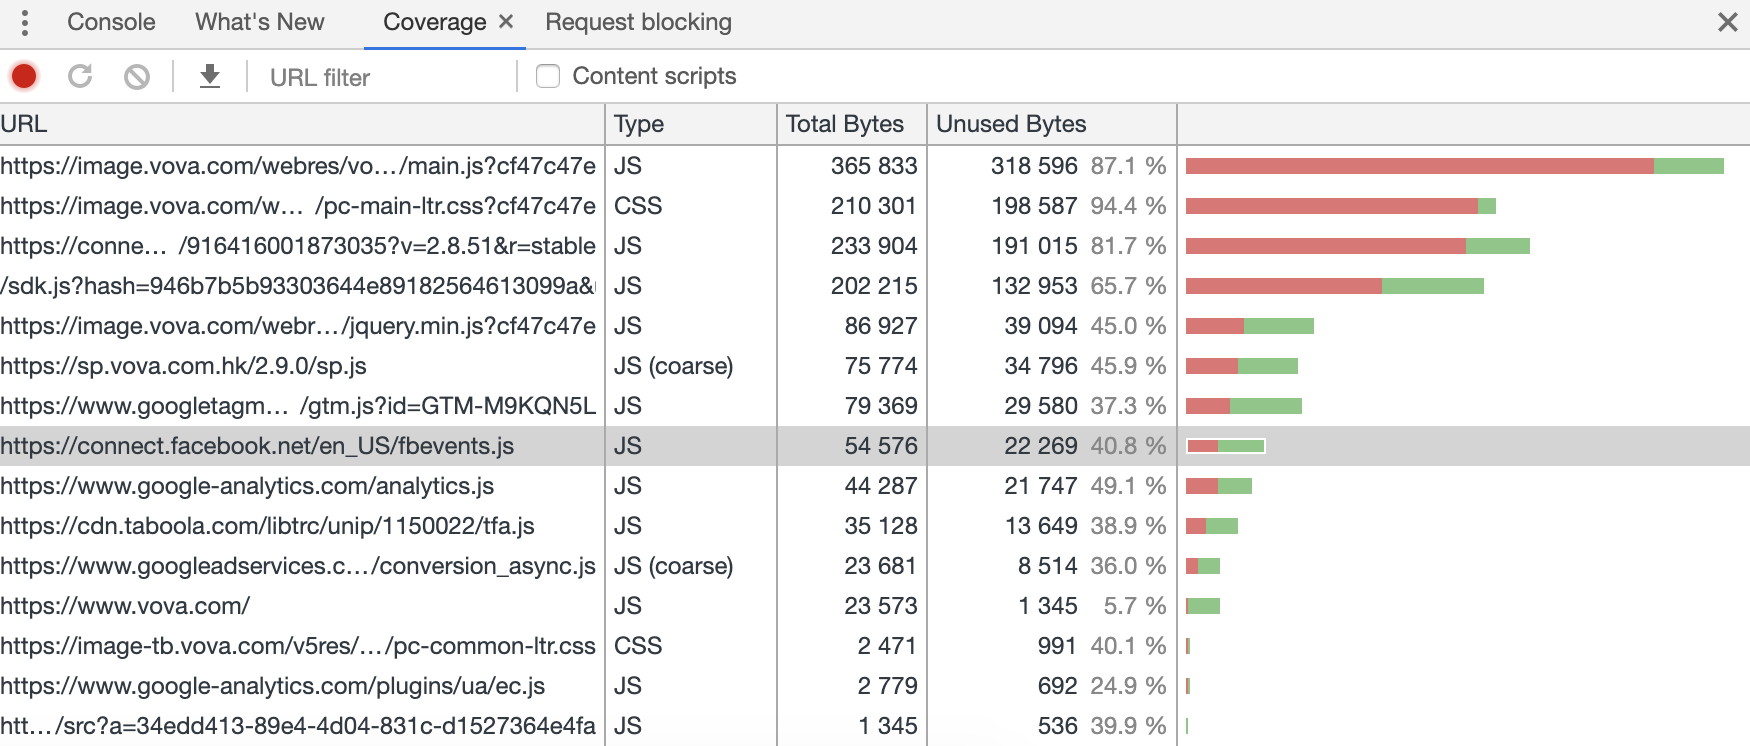 Console What's New Coverage × Request blocking ×
URL filter Content scripts
URL Type Total Bytes Unused Bytes
https://image.vova.com/webres/vo…/main.js?cf47c47e JS 365 833 318 596 87.1 %
https://image.vova.com/w… /pc-main-ltr.css?cf47c47e CSS 210 301 198 587 94.4 %
https://conne… /916416001873035?v=2.8.51&r=stable JS 233 904 191 015 81.7 %
/sdk.js?hash=946b7b5b93303644e89182564613099a& JS 202 215 132 953 65.7 %
https://image.vova.com/webr…/jquery.min.js?cf47c47e JS 86 927 39 094 45.0 %
https://sp.vova.com.hk/2.9.0/sp.js JS (coarse) 75 774 34 796 45.9 %
https://www.googletagm… /gtm.js?id=GTM-M9KQN5L JS 79 369 29 580 37.3 %
https://connect.facebook.net/en_US/fbevents.js JS 54 576 22 269 40.8 %
https://www.google-analytics.com/analytics.js JS 44 287 21 747 49.1 %
https://cdn.taboola.com/libtrc/unip/1150022/tfa.js JS 35 128 13 649 38.9 %
https://www.googleadservices.c…/conversion_async.js JS (coarse) 23 681 8 514 36.0 %
https://www.vova.com/ JS 23 573 1 345 5.7 %
https://image-tb.vova.com/v5res/…/pc-common-ltr.css CSS 2 471 991 40.1 %
https://www.google-analytics.com/plugins/ua/ec.js JS 2 779 692 24.9 %
htt…/src?a=34edd413-89e4-4d04-831c-d1527364e4fa JS 1 345 536 39.9 %